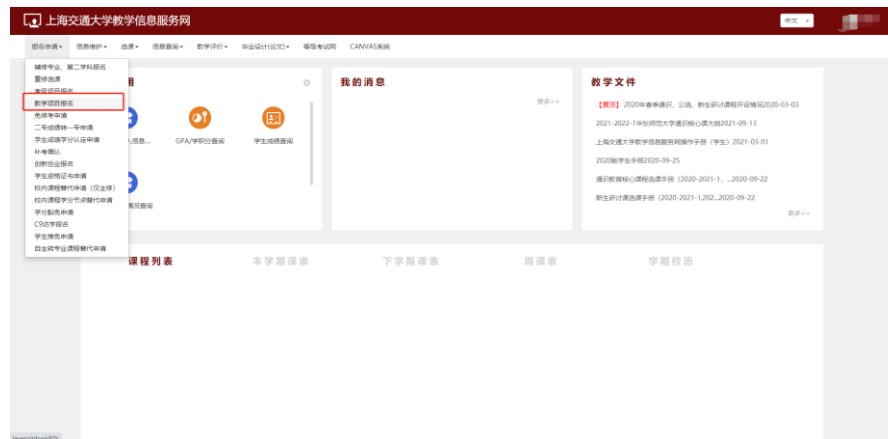 上海交通大学教学信息服务网
中文
报名申请 信息维护 选课 信息查询 教学评价 毕业设计(论文) 等级考试网 CANVAS系统
辅修专业、第二学科报名
重修选课
考级项目报名
教学项目报名
免修考申请
二专成绩转一专申请
学生成绩学分认定申请
补考确认
创新创业报名
学生资格证书申请
校内课程替代申请（仅主修）
校内课程学分节点替代申请
学分豁免申请
C9访学报名
学生推免申请
自主转专业课程替代申请
用
人信息...
GPA/学积分查询
学生成绩查询
情况查询
我的消息
更多>>
教学文件
【置顶】2020年春季通识、公选、新生研讨课程开设情况2020-03-03
2021-2022-1华东师范大学通识核心课大纲2021-09-13
上海交通大学教学信息服务网操作手册（学生）2021-03-01
2020版学生手册2020-09-25
通识教育核心课程选课手册（2020-2021-1，...2020-09-22
新生研讨课选课手册（2020-2021-1,202...2020-09-22
更多>>
课程列表 本学期课表 下学期课表 周课表 学期校历